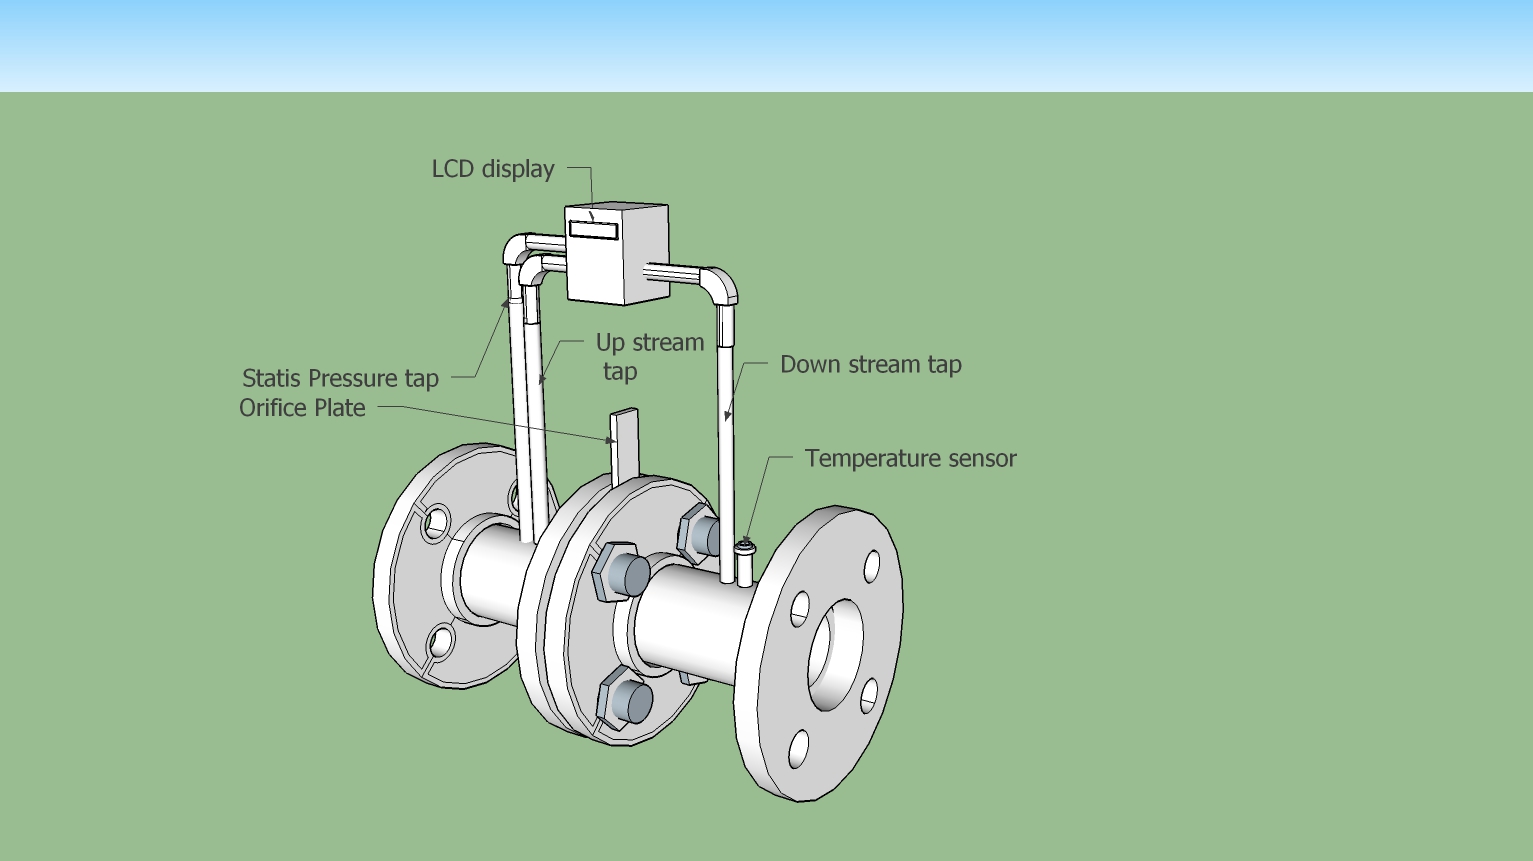 LCD display
Up stream
tap
Down stream tap
Statis Pressure tap
Orifice Plate
Temperature sensor